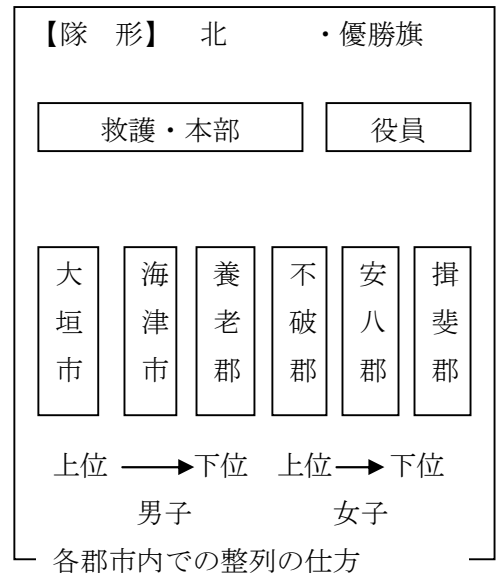 【隊　形】　北　　　・優勝旗
救護・本部　役員
大垣市　海津市　養老郡　不破郡　安八郡　揖斐郡
上位　下位　上位　下位
男子　女子
各郡市内での整列の仕方